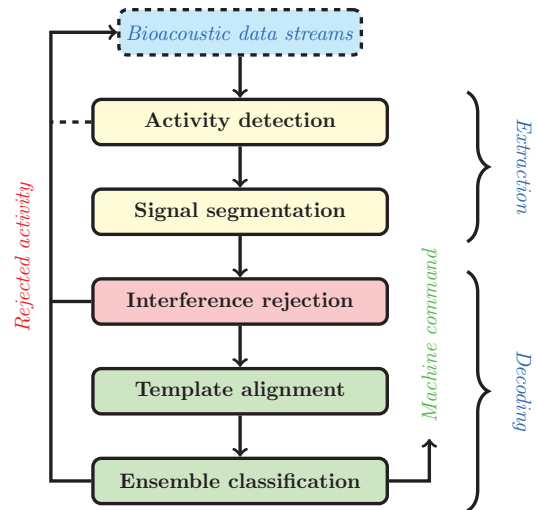 Bioacoustic data streams
Activity detection
Signal segmentation
Interference rejection
Template alignment
Ensemble classification
Rejected activity
Machine command
Extraction
Decoding